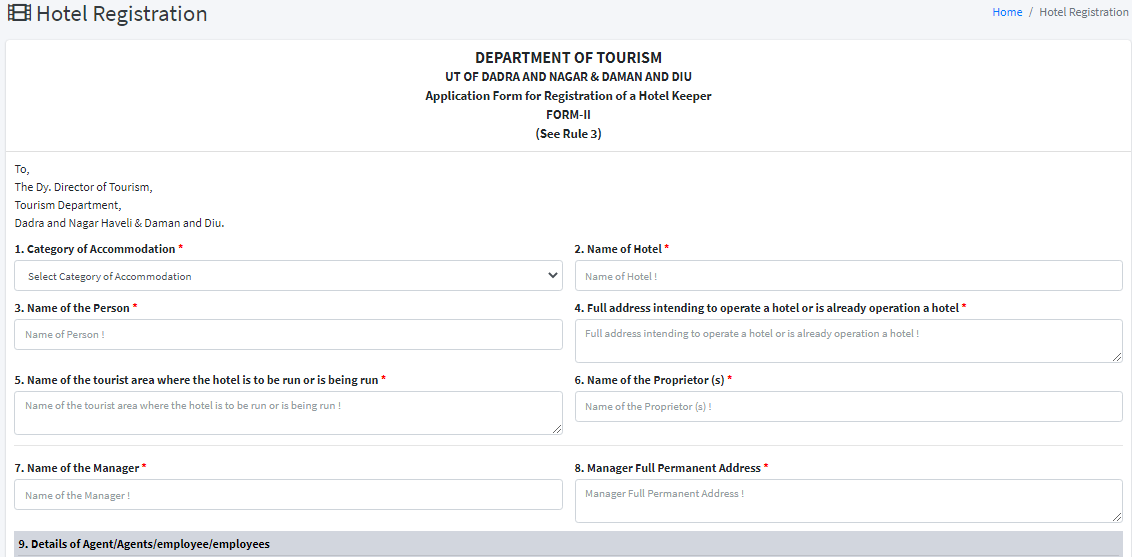 Hotel Registration
Home / Hotel Registration
DEPARTMENT OF TOURISM
UT OF DADRA AND NAGAR & DAMAN AND DIU
Application Form for Registration of a Hotel Keeper
FORM-II
(See Rule 3)
To,
The Dy. Director of Tourism,
Tourism Department,
Dadra and Nagar Haveli & Daman and Diu.
1. Category of Accommodation *
Select Category of Accommodation
2. Name of Hotel *
Name of Hotel !
3. Name of the Person *
Name of Person !
4. Full address intending to operate a hotel or is already operation a hotel *
Full address intending to operate a hotel or is already operation a hotel !
5. Name of the tourist area where the hotel is to be run or is being run *
Name of the tourist area where the hotel is to be run or is being run !
6. Name of the Proprietor (s) *
Name of the Proprietor (s) !
7. Name of the Manager *
Name of the Manager !
8. Manager Full Permanent Address *
Manager Full Permanent Address !
9. Details of Agent/Agents/employee/employees